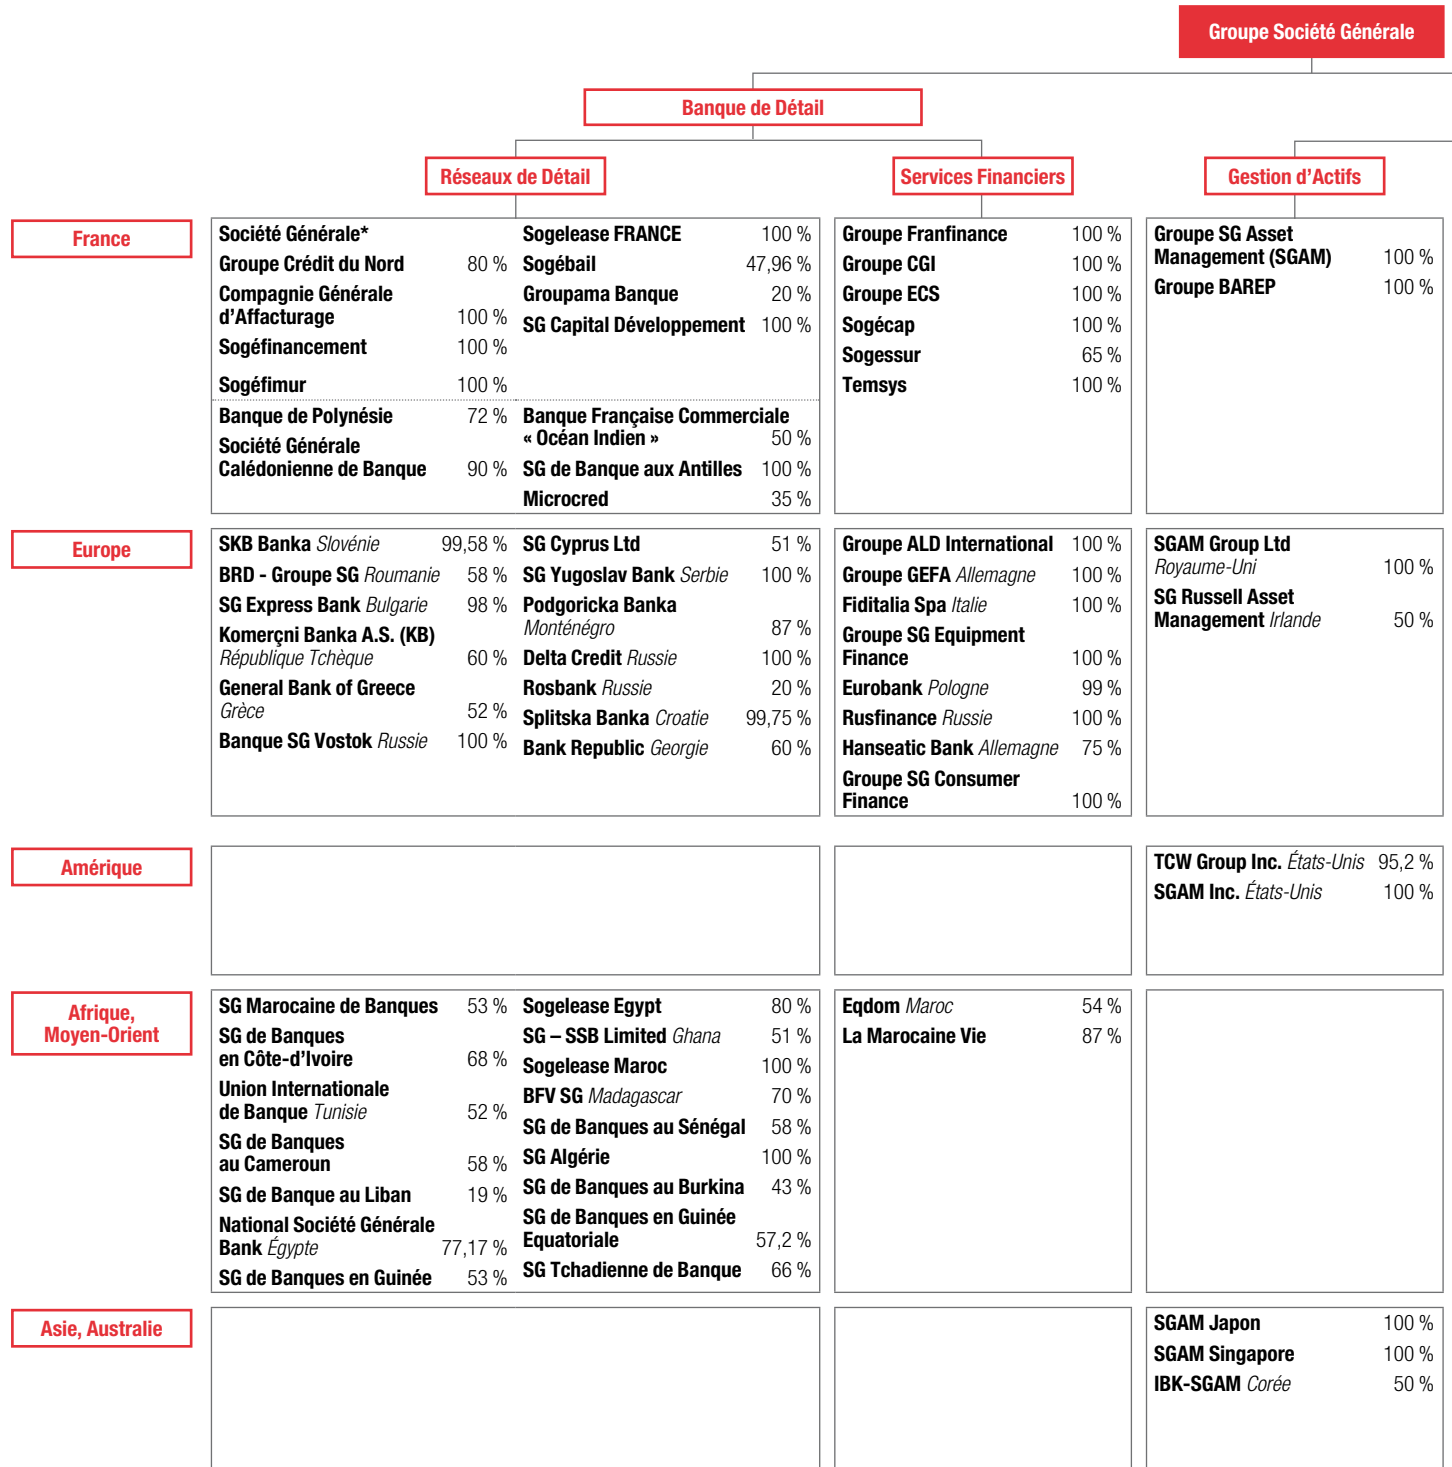 Groupe Société Générale
Banque de Détail
Réseaux de Détail
Services Financiers
Gestion d'Actifs
France
Société Générale*
Groupe Crédit du Nord 80 %
Compagnie Générale
d'Affacturage 100 %
Sogéfinancement 100 %
Sogéfimur 100 %
Banque de Polynésie 72 %
Société Générale
Calédonienne de Banque 90 %
Sogelease FRANCE 100 %
Sogébail 47,96 %
Groupama Banque 20 %
SG Capital Développement 100 %
Banque Française Commerciale
« Océan Indien » 50 %
SG de Banque aux Antilles 100 %
Microcred 35 %
Groupe Franfinance 100 %
Groupe CGI 100 %
Groupe ECS 100 %
Sogécap 100 %
Sogessur 65 %
Temsys 100 %
Groupe SG Asset
Management (SGAM) 100 %
Groupe BAREP 100 %
Europe
SKB Banka Slovénie 99,58 %
BRD - Groupe SG Roumanie 58 %
SG Express Bank Bulgarie 98 %
Komerçni Banka A.S. (KB)
République Tchèque 60 %
General Bank of Greece
Grèce 52 %
Banque SG Vostok Russie 100 %
SG Cyprus Ltd 51 %
SG Yugoslav Bank Serbie 100 %
Podgoricka Banka
Monténégro 87 %
Delta Credit Russie 100 %
Rosbank Russie 20 %
Splitska Banka Croatie 99,75 %
Bank Republic Georgie 60 %
Groupe ALD International 100 %
Groupe GEFA Allemagne 100 %
Fiditalia Spa Italie 100 %
Groupe SG Equipment
Finance 100 %
Eurobank Pologne 99 %
Rusfinance Russie 100 %
Hanseatic Bank Allemagne 75 %
Groupe SG Consumer
Finance 100 %
SGAM Group Ltd
Royaume-Uni 100 %
SG Russell Asset
Management Irlande 50 %
Amérique
TCW Group Inc. États-Unis 95,2 %
SGAM Inc. États-Unis 100 %
Afrique,
Moyen-Orient
SG Marocaine de Banques 53 %
SG de Banques
en Côte-d'Ivoire 68 %
Union Internationale
de Banque Tunisie 52 %
SG de Banques
au Cameroun 58 %
SG de Banque au Liban 19 %
National Société Générale
Bank Égypte 77,17 %
SG de Banques en Guinée 53 %
Sogelease Egypt 80 %
SG – SSB Limited Ghana 51 %
Sogelease Maroc 100 %
BFV SG Madagascar 70 %
SG de Banques au Sénégal 58 %
SG Algérie 100 %
SG de Banques au Burkina 43 %
SG de Banques en Guinée
Equatoriale 57,2 %
SG Tchadienne de Banque 66 %
Eqdom Maroc 54 %
La Marocaine Vie 87 %
Asie, Australie
SGAM Japon 100 %
SGAM Singapore 100 %
IBK-SGAM Corée 50 %